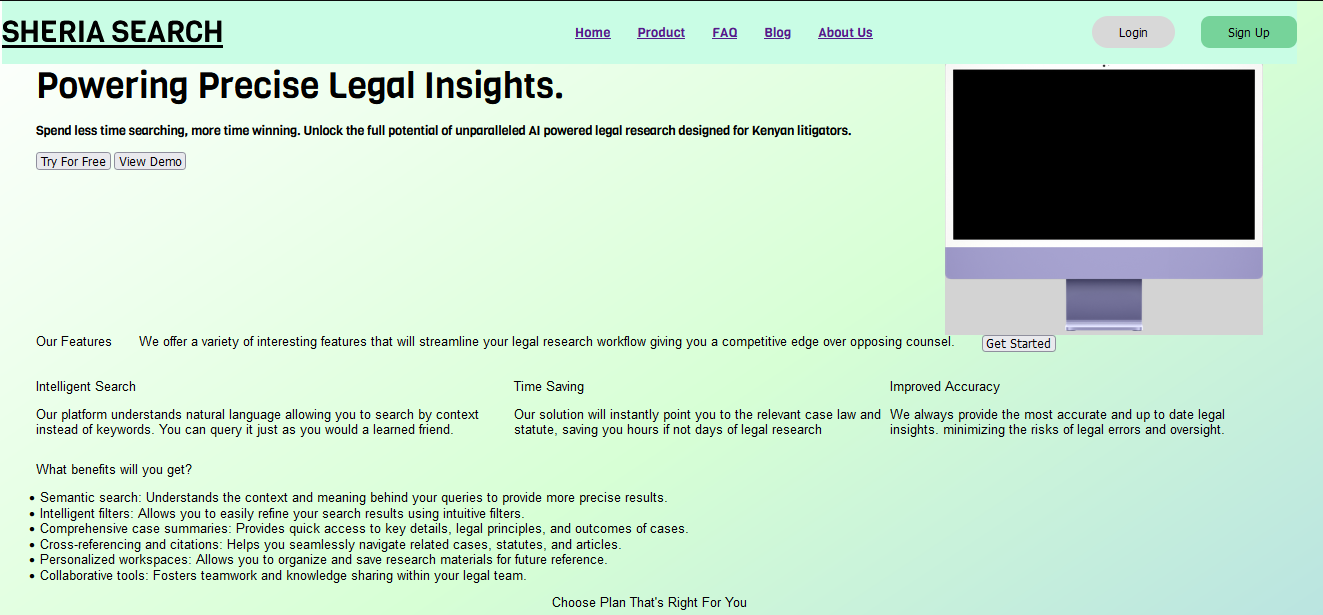 SHERIA SEARCH
Home Product FAQ Blog About Us
Login Sign Up
Powering Precise Legal Insights.
Spend less time searching, more time winning. Unlock the full potential of unparalleled AI powered legal research designed for Kenyan litigators.
Try For Free View Demo
Our Features We offer a variety of interesting features that will streamline your legal research workflow giving you a competitive edge over opposing counsel. Get Started
Intelligent Search
Our platform understands natural language allowing you to search by context
instead of keywords. You can query it just as you would a learned friend.
Time Saving
Our solution will instantly point you to the relevant case law and
statute, saving you hours if not days of legal research
Improved Accuracy
We always provide the most accurate and up to date legal
insights. minimizing the risks of legal errors and oversight.
What benefits will you get?
• Semantic search: Understands the context and meaning behind your queries to provide more precise results.
• Intelligent filters: Allows you to easily refine your search results using intuitive filters.
• Comprehensive case summaries: Provides quick access to key details, legal principles, and outcomes of cases.
• Cross-referencing and citations: Helps you seamlessly navigate related cases, statutes, and articles.
• Personalized workspaces: Allows you to organize and save research materials for future reference.
• Collaborative tools: Fosters teamwork and knowledge sharing within your legal team.
Choose Plan That's Right For You